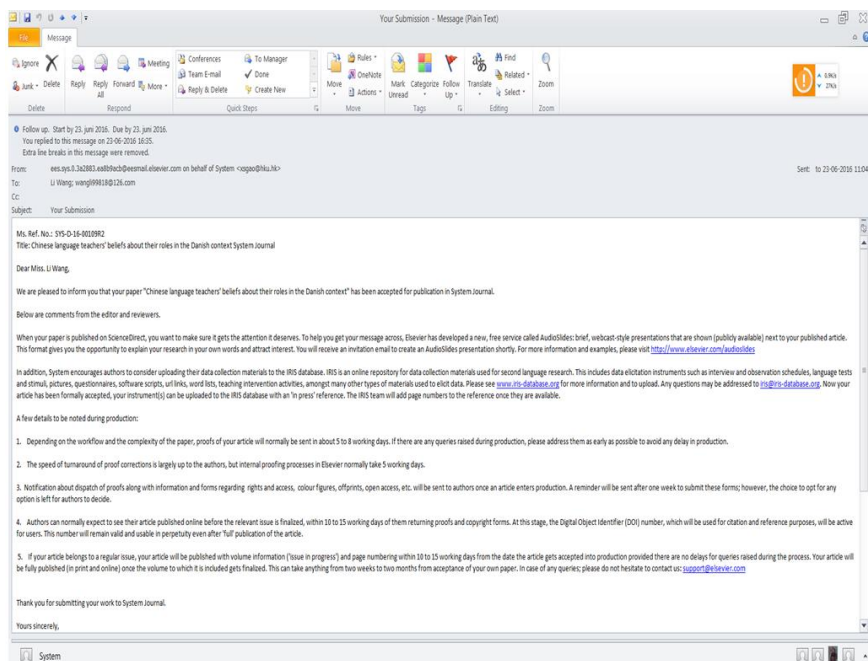 Your Submission - Message (Plain Text)
File Message
Ignore
Junk Delete
Delete
Reply Reply All Forward
Meeting
More
Respond
Conferences To Manager
Team E-mail Done
Reply & Delete Create New
Quick Steps
Move
Rules
OneNote
Actions
Move
Mark Unread Categorize Follow Up
Tags
Translate
Find
Related
Select
Editing
Zoom
Zoom
Follow up. Start by 23. juni 2016. Due by 23. juni 2016.
You replied to this message on 23-06-2016 16:35.
Extra line breaks in this message were removed.
From: ees.sys.0.3a2883.ea8b9acb@eesmail.elsevier.com on behalf of System <xsgao@hku.hk> Sent: to 23-06-2016 11:04
To: Li Wang; wangli99818@126.com
Cc:
Subject: Your Submission
Ms. Ref. No.: SYS-D-16-00109R2
Title: Chinese language teachers' beliefs about their roles in the Danish context System Journal
Dear Miss. Li Wang,
We are pleased to inform you that your paper "Chinese language teachers' beliefs about their roles in the Danish context" has been accepted for publication in System Journal.
Below are comments from the editor and reviewers.
When your paper is published on ScienceDirect, you want to make sure it gets the attention it deserves. To help you get your message across, Elsevier has developed a new, free service called AudioSlides: brief, webcast-style presentations that are shown (publicly available) next to your published article.
This format gives you the opportunity to explain your research in your own words and attract interest. You will receive an invitation email to create an AudioSlides presentation shortly. For more information and examples, please visit http://www.elsevier.com/audioslides
In addition, System encourages authors to consider uploading their data collection materials to the IRIS database. IRIS is an online repository for data collection materials used for second language research. This includes data elicitation instruments such as interview and observation schedules, language tests
and stimuli, pictures, questionnaires, software scripts, url links, word lists, teaching intervention activities, amongst many other types of materials used to elicit data. Please see www.iris-database.org for more information and to upload. Any questions may be addressed to iris@iris-database.org. Now your
article has been formally accepted, your instrument(s) can be uploaded to the IRIS database with an 'in press' reference. The IRIS team will add page numbers to the reference once they are available.
A few details to be noted during production:
1. Depending on the workflow and the complexity of the paper, proofs of your article will normally be sent in about 5 to 8 working days. If there are any queries raised during production, please address them as early as possible to avoid any delay in production.
2. The speed of turnaround of proof corrections is largely up to the authors, but internal proofing processes in Elsevier normally take 5 working days.
3. Notification about dispatch of proofs along with information and forms regarding rights and access, colour figures, offprints, open access, etc. will be sent to authors once an article enters production. A reminder will be sent after one week to submit these forms; however, the choice to opt for any
option is left for authors to decide.
4. Authors can normally expect to see their article published online before the relevant issue is finalized, within 10 to 15 working days of them returning proofs and copyright forms. At this stage, the Digital Object Identifier (DOI) number, which will be used for citation and reference purposes, will be active
for users. This number will remain valid and usable in perpetuity even after 'full' publication of the article.
5. If your article belongs to a regular issue, your article will be published with volume information ('issue in progress') and page numbering within 10 to 15 working days from the date the article gets accepted into production provided there are no delays for queries raised during the process. Your article will
be fully published (in print and online) once the volume to which it is included gets finalized. This can take anything from two weeks to two months from acceptance of your own paper. In case of any queries; please do not hesitate to contact us: support@elsevier.com
Thank you for submitting your work to System Journal.
Yours sincerely,
System